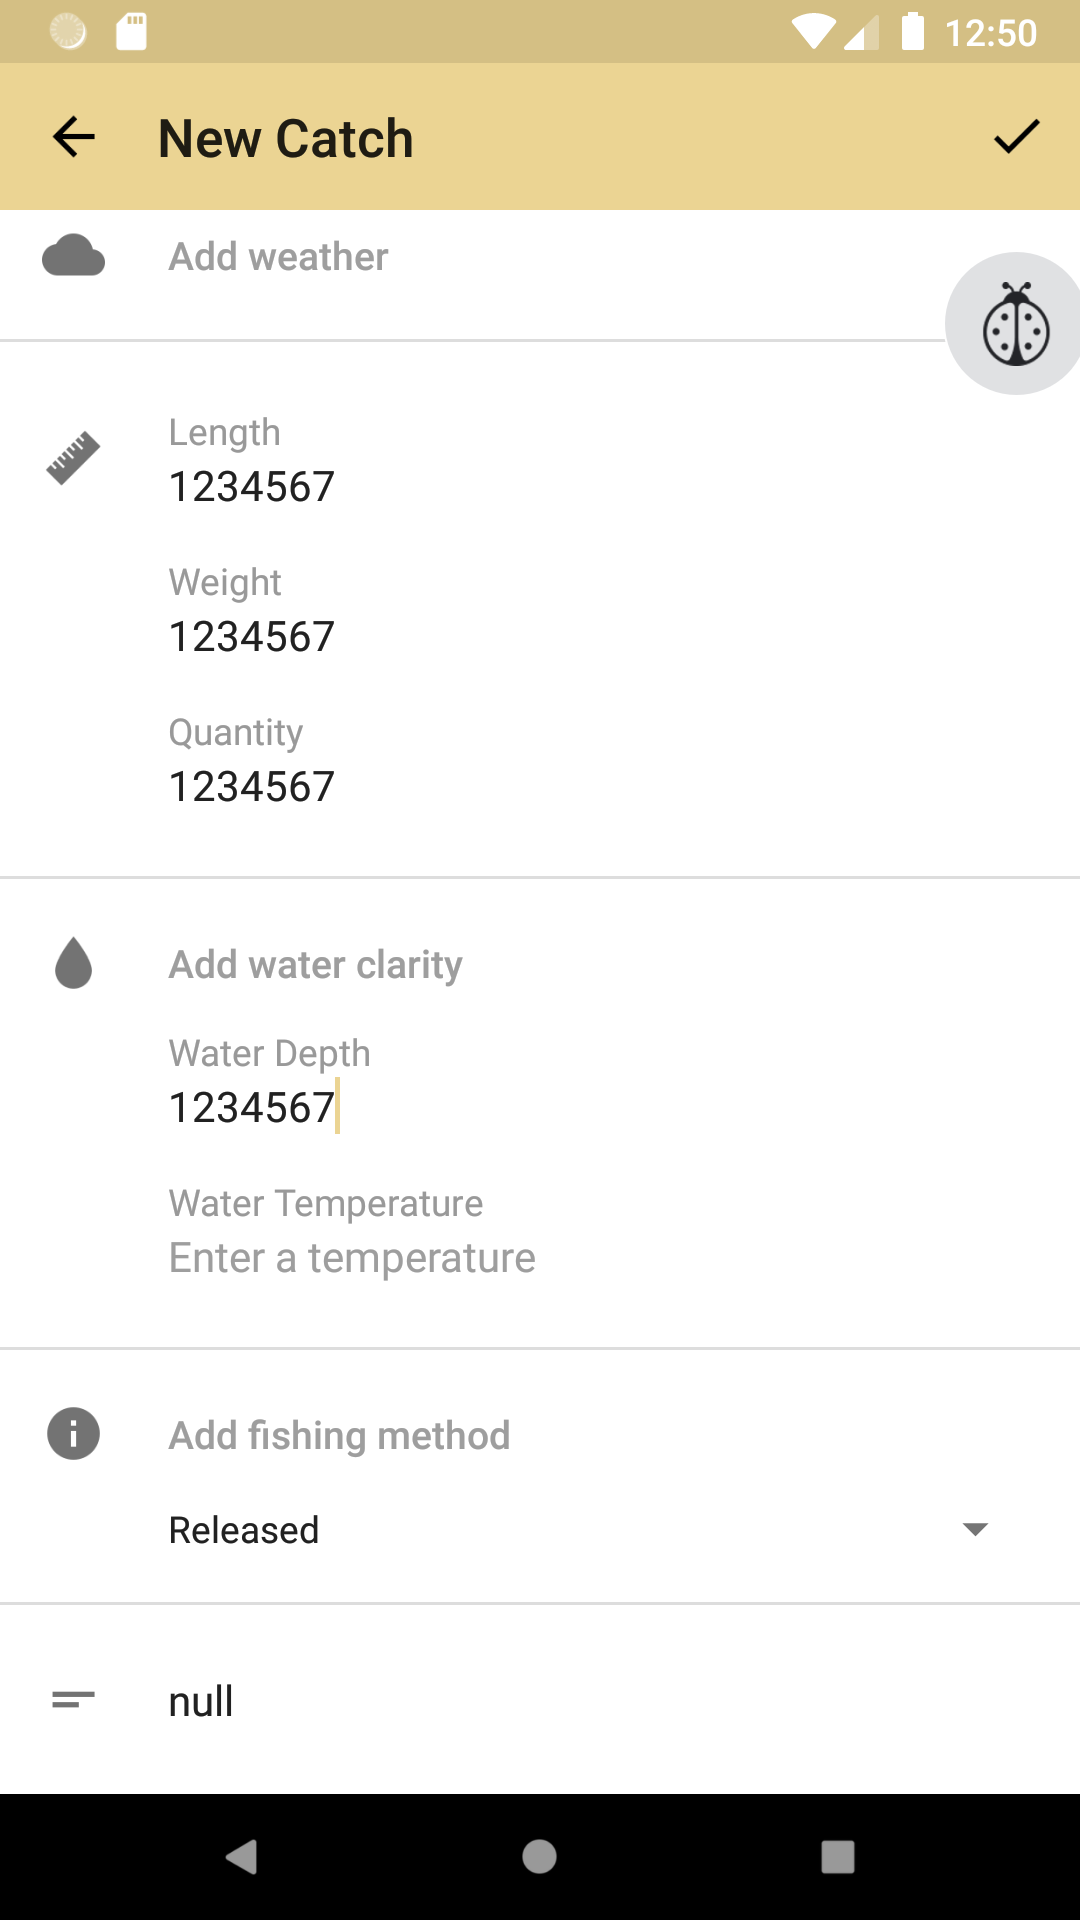 12:50
New Catch
Add weather
Length
1234567
Weight
1234567
Quantity
1234567
Add water clarity
Water Depth
1234567
Water Temperature
Enter a temperature
Add fishing method
Released
null